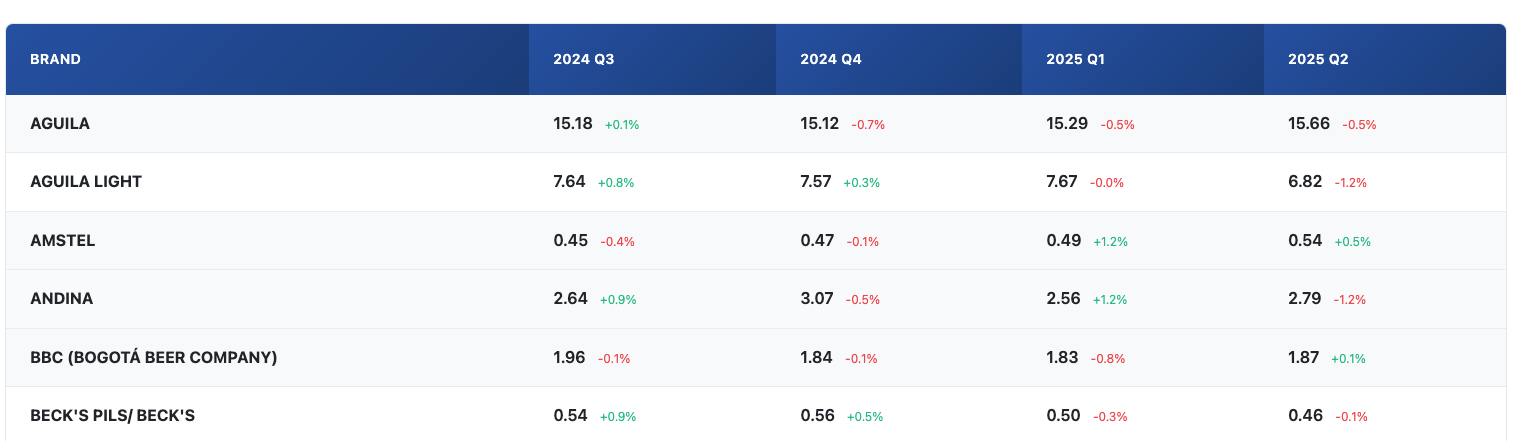 BRAND 2024 Q3 2024 Q4 2025 Q1 2025 Q2
AGUILA 15.18 +0.1% 15.12 -0.7% 15.29 -0.5% 15.66 -0.5%
AGUILA LIGHT 7.64 +0.8% 7.57 +0.3% 7.67 -0.0% 6.82 -1.2%
AMSTEL 0.45 -0.4% 0.47 -0.1% 0.49 +1.2% 0.54 +0.5%
ANDINA 2.64 +0.9% 3.07 -0.5% 2.56 +1.2% 2.79 -1.2%
BBC (BOGOTÁ BEER COMPANY) 1.96 -0.1% 1.84 -0.1% 1.83 -0.8% 1.87 +0.1%
BECK'S PILS/ BECK'S 0.54 +0.9% 0.56 +0.5% 0.50 -0.3% 0.46 -0.1%